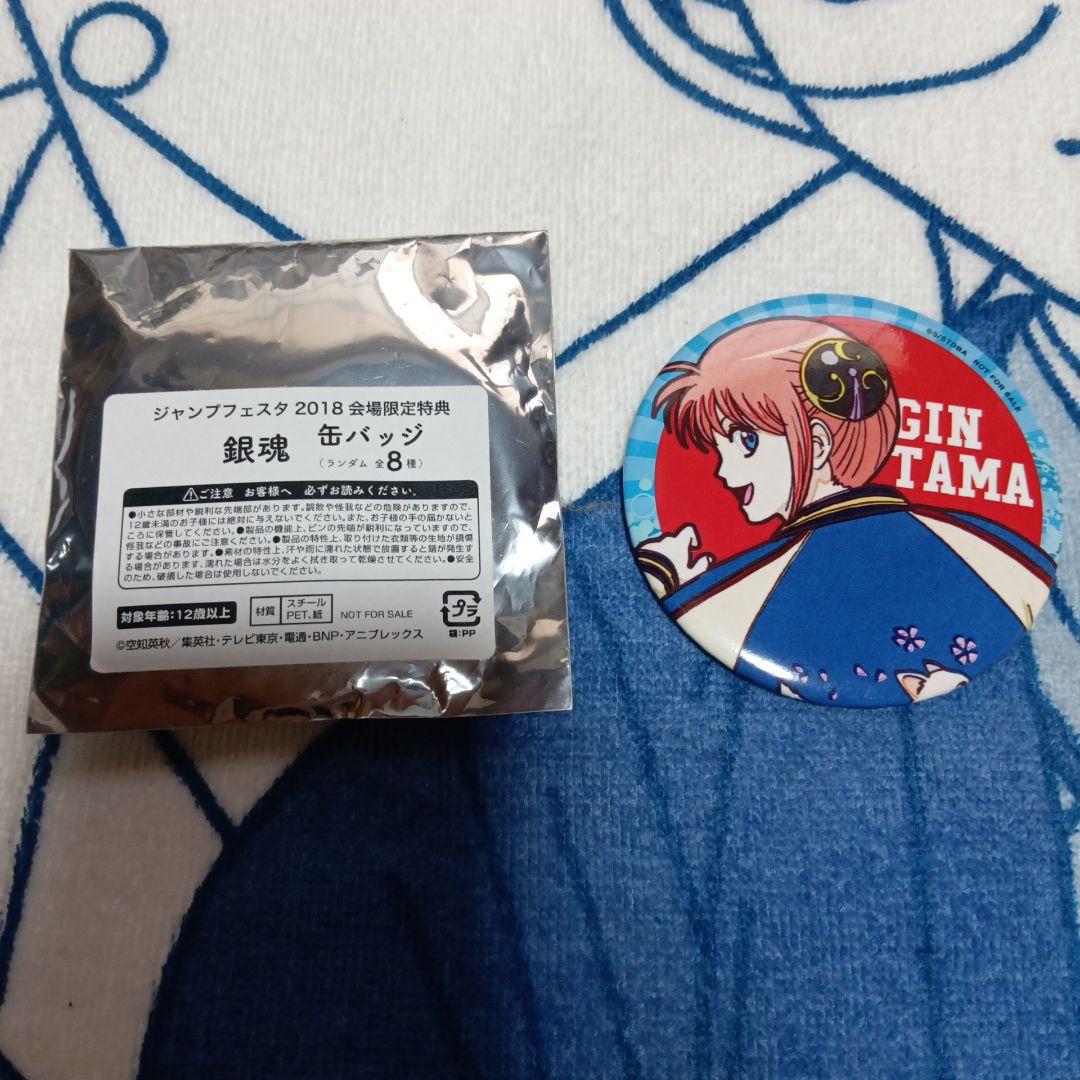 ジャンプフェスタ2018 会場限定特典
銀魂 缶バッジ
（ランダム 全8種）
⚠ご注意 お客様へ 必ずお読みください。
●小さな部材や鋭利な先端部があります。誤飲や怪我などの危険がありますので、
12歳未満のお子様には絶対に与えないでください。また、お子様の手の届かないと
ころに保管してください。●製品の機能上、ピンの先端が鋭利になっていますので、
怪我などの事故にご注意ください。●製品の特性上、取り付けた衣類等の生地が損傷
する場合があります。●素材の特性上、汗や雨に濡れた状態で放置すると錆が発生す
る場合があります、濡れた場合は水分をよく拭き取って乾燥させてください。●安全
のため、破損した場合は使用しないでください。
対象年齢:12歳以上
材質
スチール
PET、紙
NOT FOR SALE
プラ
袋:PP
©空知英秋／集英社・テレビ東京・電通・BNP・アニプレックス
©S/STDBA NOT FOR SALE
GIN
TAMA